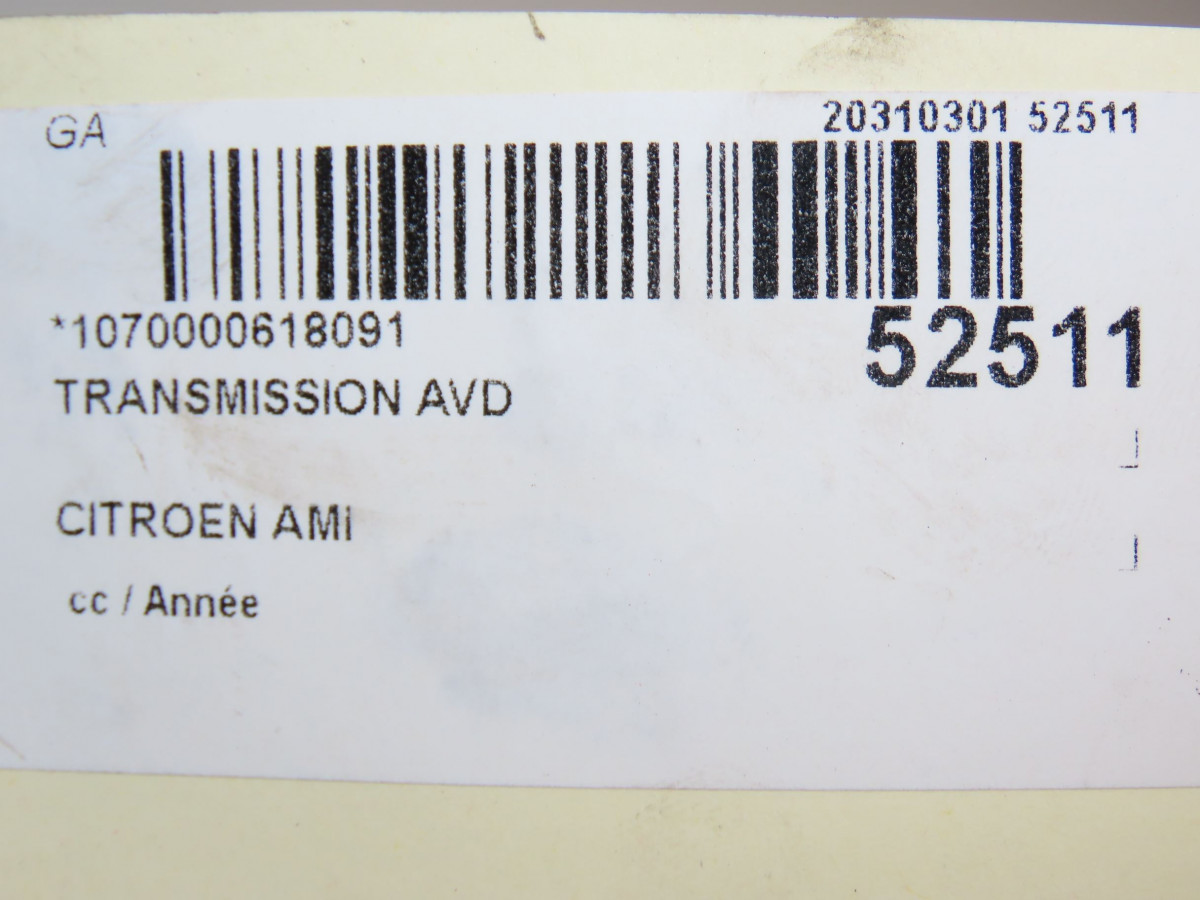 GA
20310301 52511
*1070000618091
52511
TRANSMISSION AVD
CITROEN AMI
cc / Année